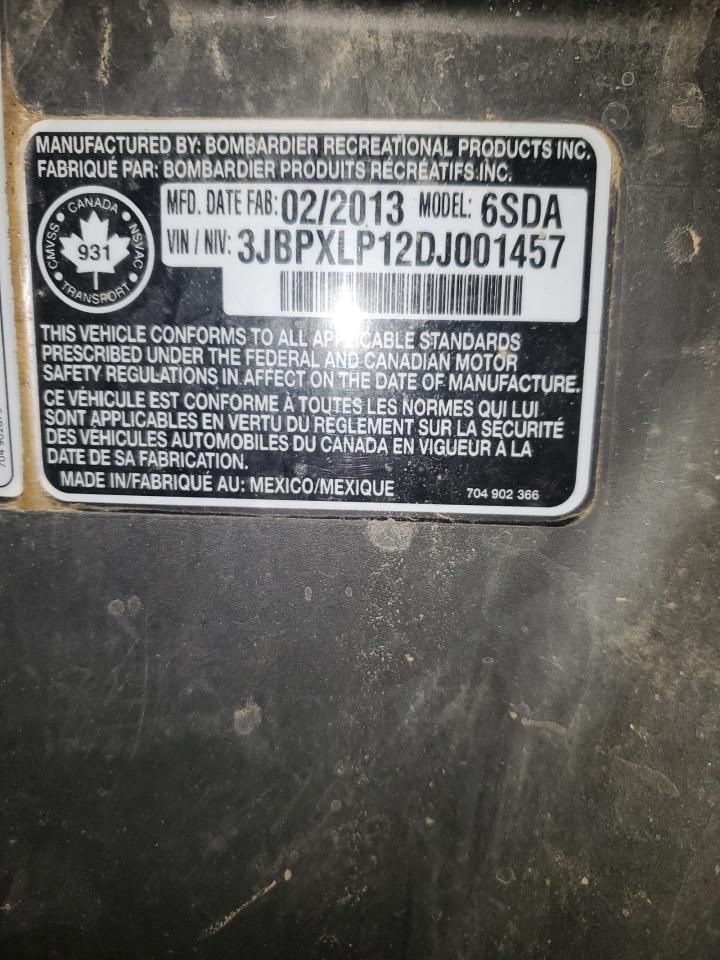 MANUFACTURED BY: BOMBARDIER RECREATIONAL PRODUCTS INC.
FABRIQUÉ PAR: BOMBARDIER PRODUITS RÉCRÉATIFS INC.
CANADA
CMVSS
NSVAC
931
TRANSPORT
MFD. DATE FAB: 02/2013 MODEL: 6SDA
VIN / NIV: 3JBPXLP12DJ001457
THIS VEHICLE CONFORMS TO ALL APPLICABLE STANDARDS
PRESCRIBED UNDER THE FEDERAL AND CANADIAN MOTOR
SAFETY REGULATIONS IN AFFECT ON THE DATE OF MANUFACTURE.
CE VÉHICULE EST CONFORME À TOUTES LES NORMES QUI LUI
SONT APPLICABLES EN VERTU DU REGLEMENT SUR LA SÉCURITÉ
DES VÉHICULES AUTOMOBILES DU CANADA EN VIGUEUR À LA
DATE DE SA FABRICATION.
MADE IN/FABRIQUÉ AU: MEXICO/MEXIQUE
704 902 366